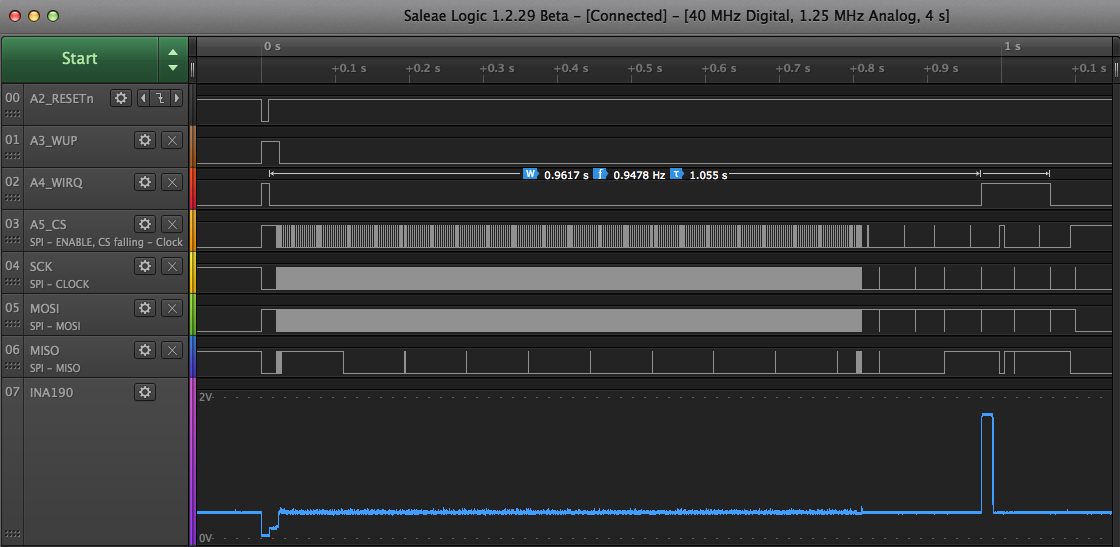 Saleae Logic 1.2.29 Beta – [Connected] – [40 MHz Digital, 1.25 MHz Analog, 4 s]
Start
0 s
1 s
+0.1 s
+0.2 s
+0.3 s
+0.4 s
+0.5 s
+0.6 s
+0.7 s
+0.8 s
+0.9 s
+0.1 s
00 A2_RESETn
01 A3_WUP
W 0.9617 s f 0.9478 Hz τ 1.055 s
02 A4_WIRQ
03 A5_CS
SPI – ENABLE, CS falling – Clock
04 SCK
SPI – CLOCK
05 MOSI
SPI – MOSI
06 MISO
SPI – MISO
07 INA190
2V
0V